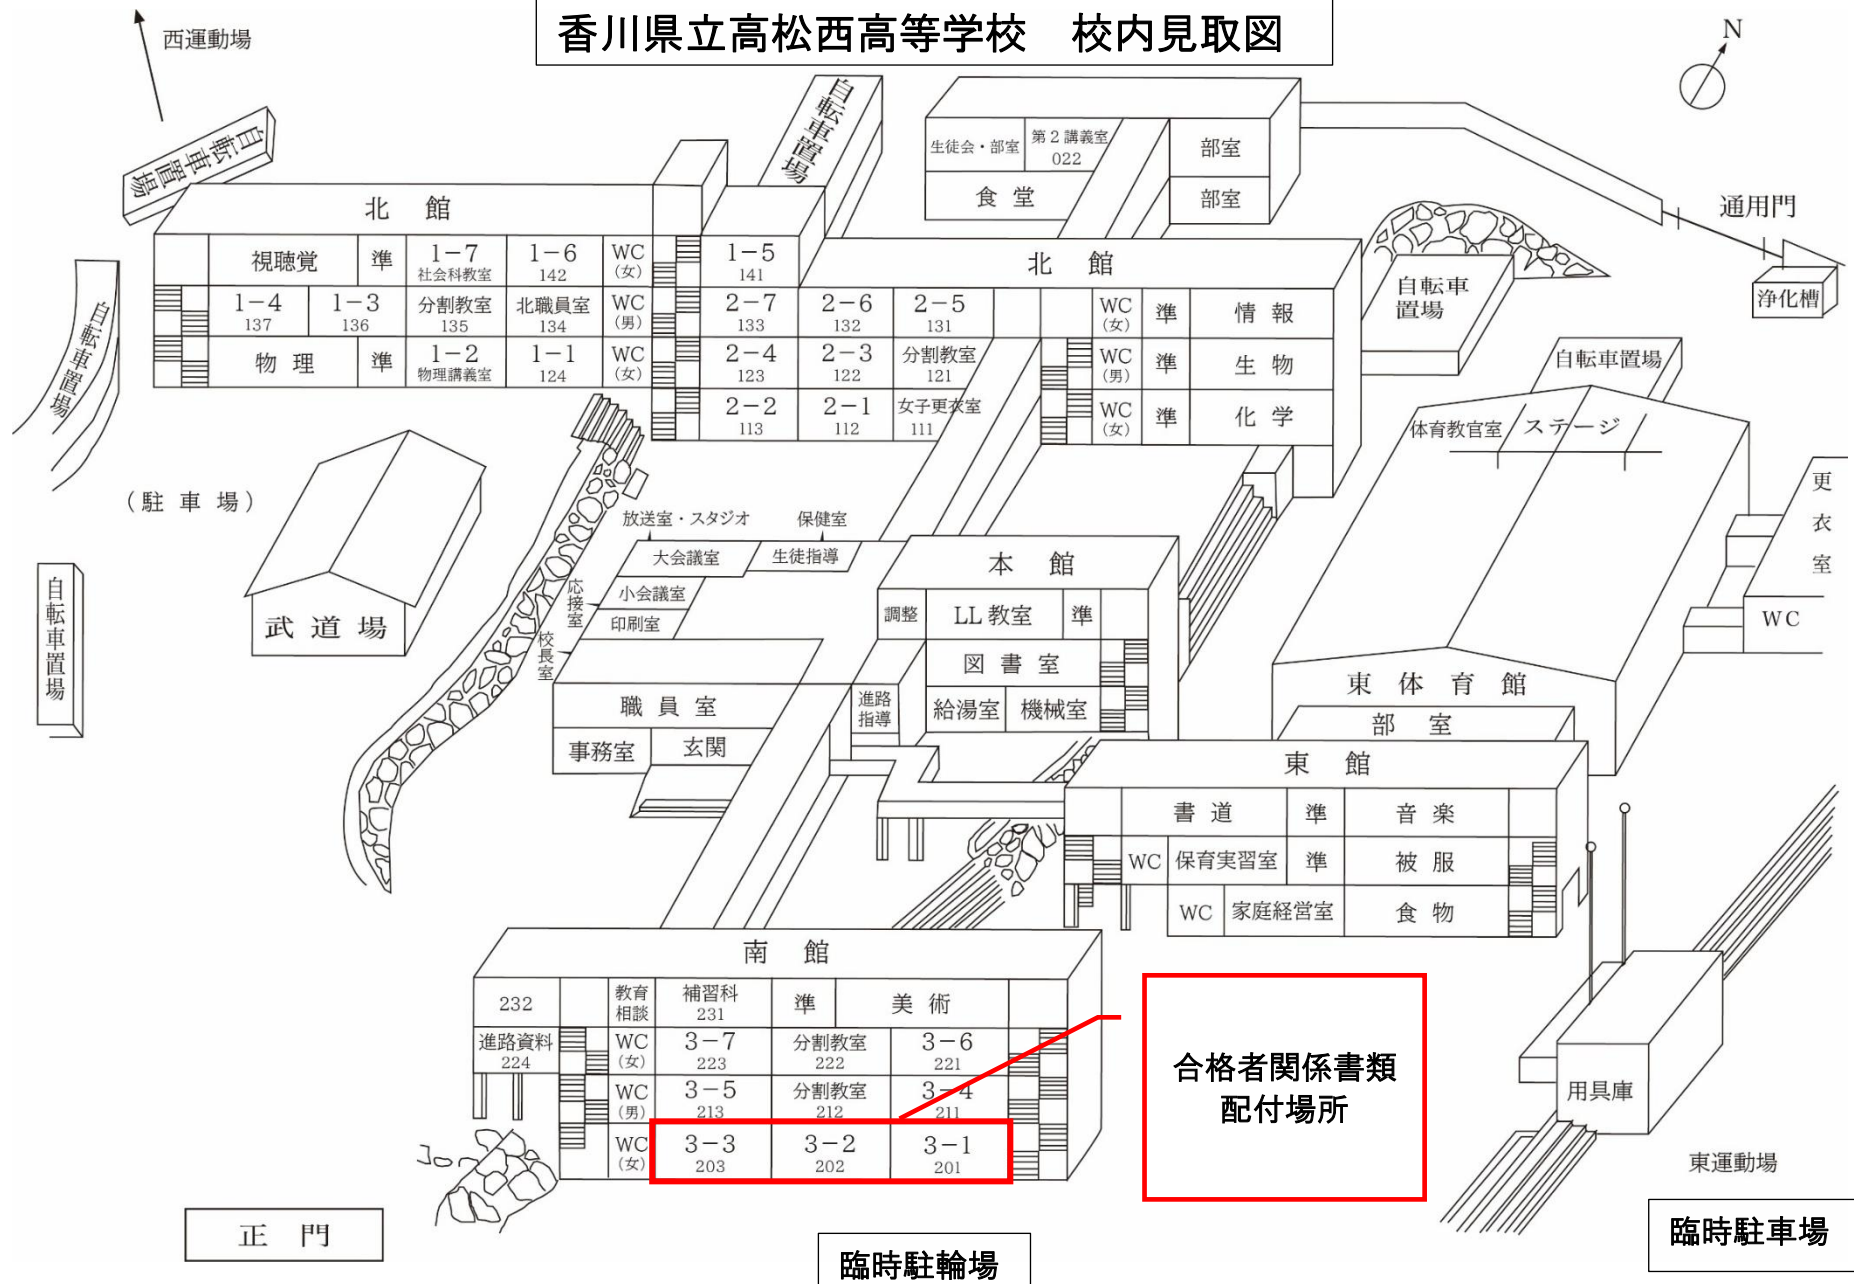 香川県立高松西高等学校　校内見取図
西運動場
N
自転車置場
自転車置場
生徒会・部室
第2講義室
022
部室
食堂
部室
通用門
浄化槽
北館
視聴覚
準
1-7
社会科教室
1-6
142
WC
(女)
1-5
141
1-4
137
1-3
136
分割教室
135
北職員室
134
WC
(男)
物理
準
1-2
物理講義室
1-1
124
WC
(女)
北館
2-7
133
2-6
132
2-5
131
WC
(女)
準
情報
2-4
123
2-3
122
分割教室
121
WC
(男)
準
生物
2-2
113
2-1
112
女子更衣室
111
WC
(女)
準
化学
自転車置場
自転車
置場
自転車置場
体育教官室
ステージ
更衣室
WC
東体育館
部室
(駐車場)
武道場
自転車置場
放送室・スタジオ
保健室
大会議室
生徒指導
応接室
小会議室
印刷室
校長室
職員室
事務室
玄関
進路
指導
本館
調整
LL教室
準
図書室
給湯室
機械室
東館
書道
準
音楽
WC
保育実習室
準
被服
WC
家庭経営室
食物
南館
232
教育
相談
補習科
231
準
美術
進路資料
224
WC
(女)
3-7
223
分割教室
222
3-6
221
WC
(男)
3-5
213
分割教室
212
3-4
211
WC
(女)
3-3
203
3-2
202
3-1
201
合格者関係書類
配付場所
用具庫
東運動場
正門
臨時駐輪場
臨時駐車場